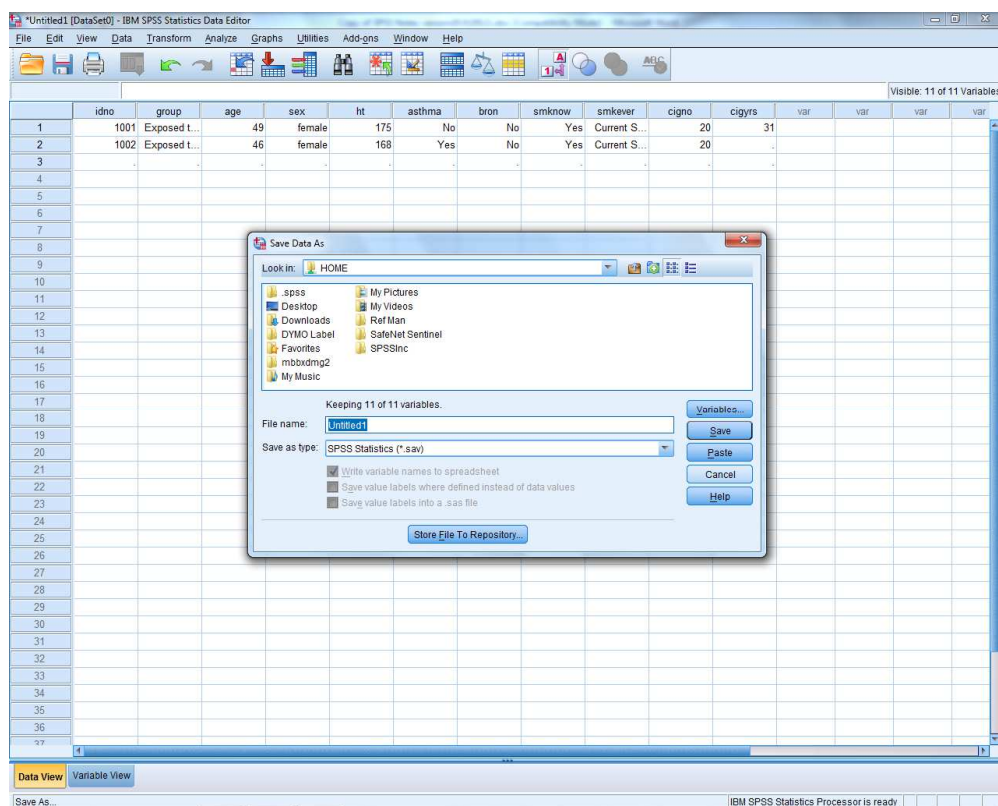 *Untitled1 [DataSet0] - IBM SPSS Statistics Data Editor
File Edit View Data Transform Analyze Graphs Utilities Add-ons Window Help
Visible: 11 of 11 Variables
idno group age sex ht asthma bron smknow smkever cigno cigyrs var var var var
1 1001 Exposed t... 49 female 175 No No Yes Current S... 20 31
2 1002 Exposed t... 46 female 168 Yes No Yes Current S... 20 .
3 . . . . . . . . . . .
4
5
6
7
8
9
10
11
12
13
14
15
16
17
18
19
20
21
22
23
24
25
26
27
28
29
30
31
32
33
34
35
36
37
Save Data As
Look in: HOME
.spss My Pictures
Desktop My Videos
Downloads Ref Man
DYMO Label SafeNet Sentinel
Favorites SPSSInc
mbbxdmg2
My Music
Keeping 11 of 11 variables.
Variables...
File name: Untitled1
Save
Save as type: SPSS Statistics (*.sav)
Paste
Write variable names to spreadsheet
Cancel
Save value labels where defined instead of data values
Help
Save value labels into a .sas file
Store File To Repository...
Data View Variable View
Save As...
IBM SPSS Statistics Processor is ready